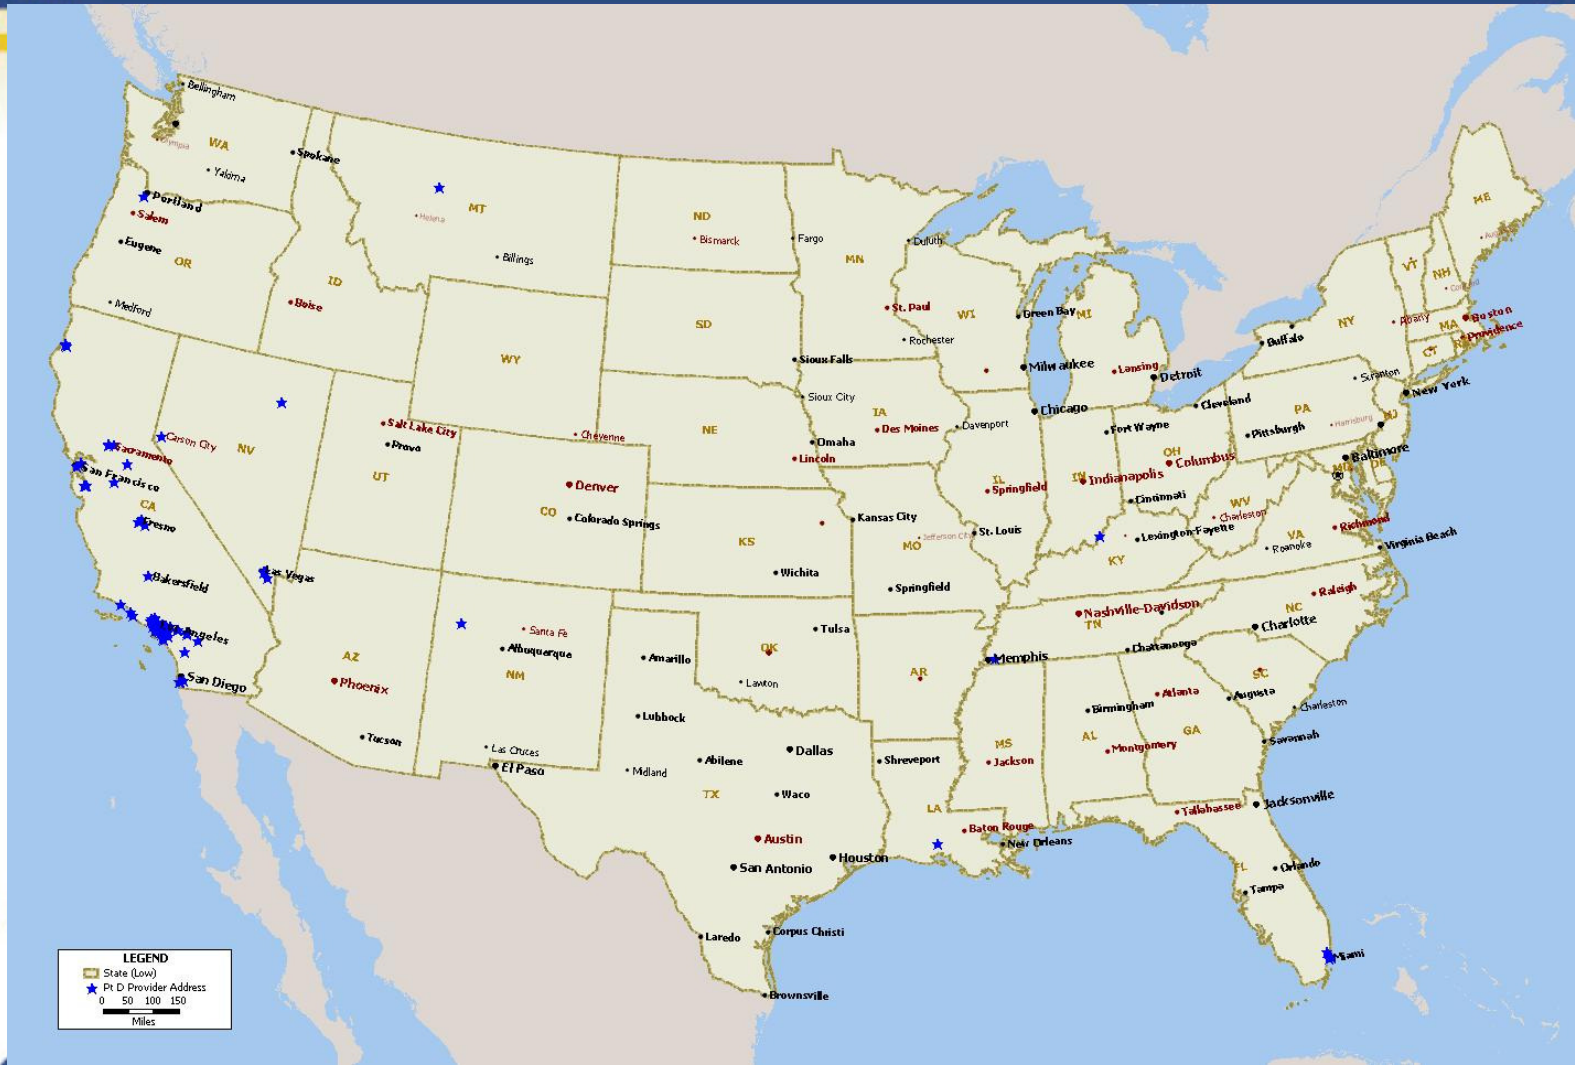 Bellingham
Olympia
WA
Spokane
Yakima
Portland
Salem
Eugene
OR
Medford
ID
Boise
MT
Helena
Billings
ND
Bismarck
Fargo
MN
Duluth
St. Paul
Rochester
WI
Green Bay
MI
Milwaukee
Lansing
Detroit
SD
Sioux Falls
WY
Sioux City
IA
Des Moines
Davenport
Chicago
Fort Wayne
Cleveland
ME
VT
NH
Albany
NY
MA
Boston
Providence
CT
Buffalo
Scranton
New York
PA
NJ
Harrisburg
Pittsburgh
Baltimore
MD
DE
Carson City
NV
Sacramento
San Francisco
CA
Fresno
Las Vegas
Bakersfield
Los Angeles
San Diego
Salt Lake City
Provo
UT
Cheyenne
NE
Omaha
Lincoln
Denver
CO
Colorado Springs
KS
Kansas City
Wichita
MO
Jefferson City
St. Louis
Springfield
IL
Springfield
IN
Indianapolis
OH
Columbus
Cincinnati
WV
Charleston
Lexington-Fayette
KY
VA
Richmond
Roanoke
Virginia Beach
AZ
Phoenix
Tucson
Santa Fe
Albuquerque
NM
Las Cruces
El Paso
Amarillo
Lubbock
Midland
Abilene
TX
Dallas
Waco
Austin
San Antonio
Houston
Laredo
Corpus Christi
Brownsville
Tulsa
OK
Lawton
AR
Memphis
Nashville-Davidson
TN
Chattanooga
NC
Raleigh
Charlotte
SC
Augusta
Charleston
Savannah
Atlanta
GA
Birmingham
AL
Montgomery
MS
Jackson
Shreveport
LA
Baton Rouge
New Orleans
Tallahassee
Jacksonville
FL
Orlando
Tampa
Miami
LEGEND
State (Low)
Pt D Provider Address
0 50 100 150
Miles